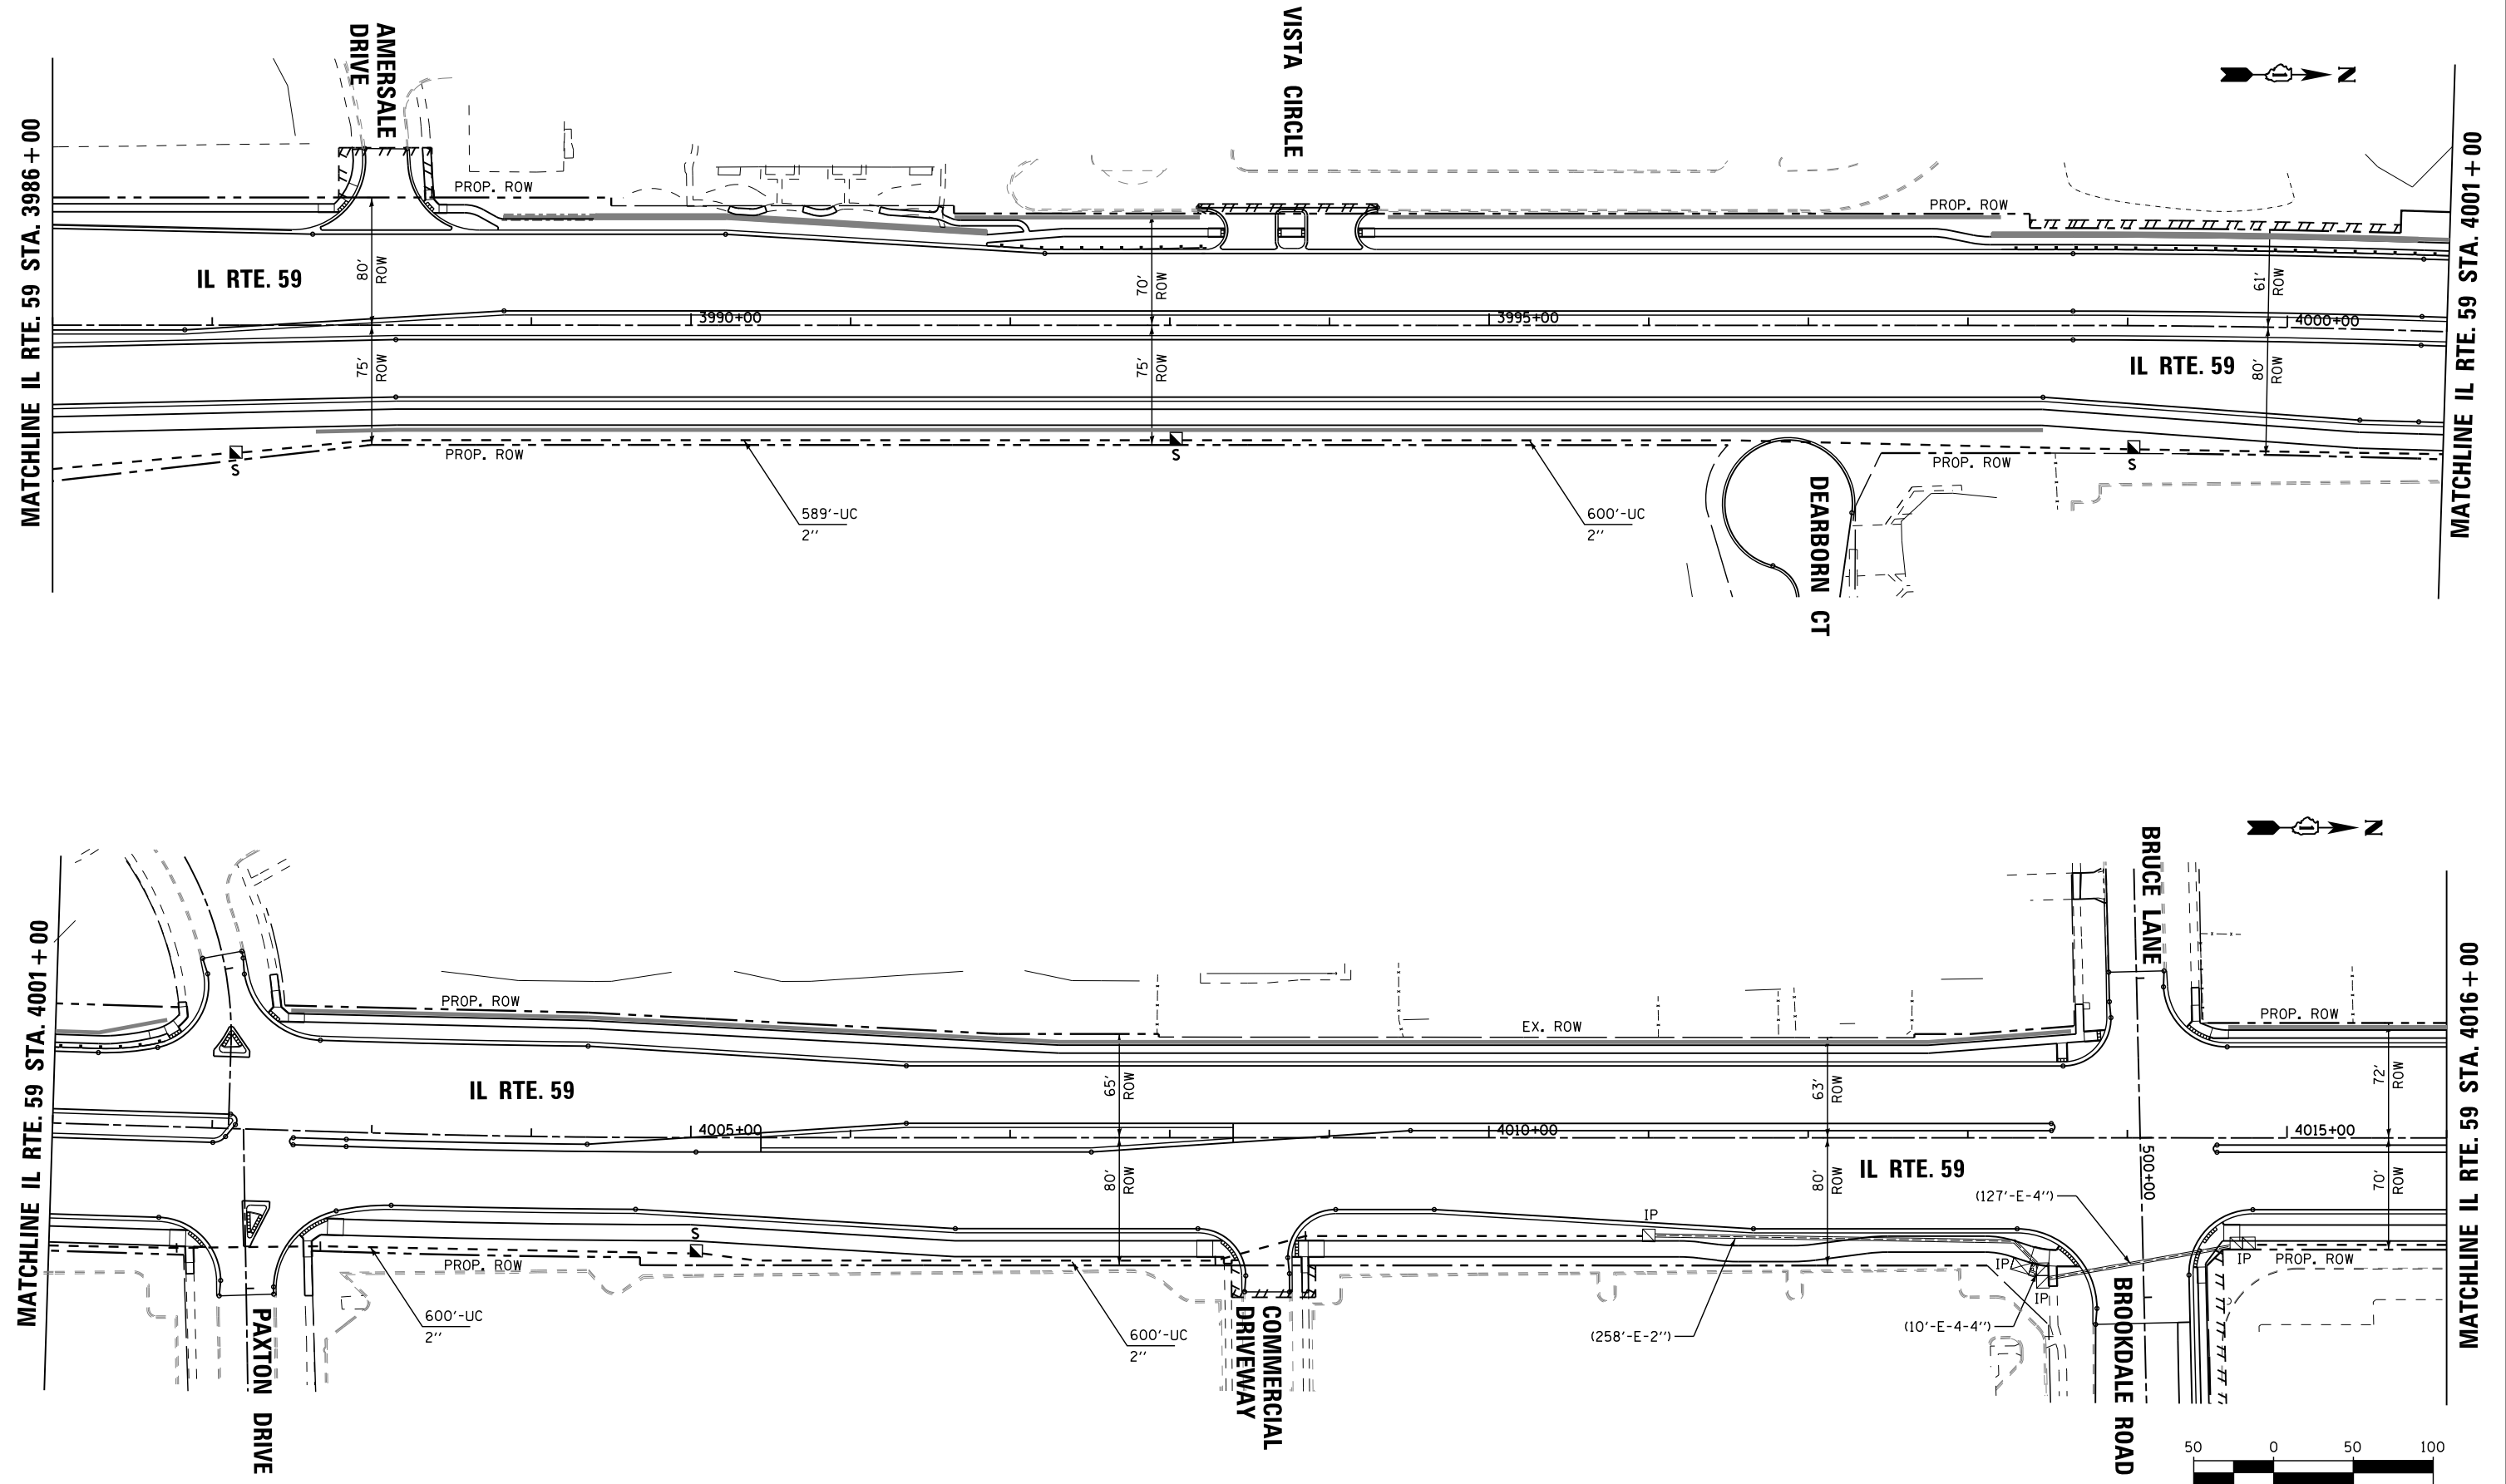 AMERSALE
DRIVE
VISTA CIRCLE
N
MATCHLINE IL RTE. 59 STA. 3986+00
MATCHLINE IL RTE. 59 STA. 4001+00
PROP. ROW
PROP. ROW
IL RTE. 59
80'
ROW
70'
ROW
61'
ROW
3990+00
3995+00
4000+00
75'
ROW
75'
ROW
80'
ROW
IL RTE. 59
S
PROP. ROW
S
PROP. ROW
S
589'-UC
2''
600'-UC
2''
DEARBORN CT
N
BRUCE LANE
MATCHLINE IL RTE. 59 STA. 4001+00
MATCHLINE IL RTE. 59 STA. 4016+00
PROP. ROW
EX. ROW
PROP. ROW
IL RTE. 59
65'
ROW
63'
ROW
72'
ROW
4005+00
4010+00
4015+00
80'
ROW
80'
ROW
IL RTE. 59
500+00
70'
ROW
(127'-E-4'')
IP
S
PROP. ROW
IP
IP
IP
PROP. ROW
600'-UC
2''
600'-UC
2''
(258'-E-2'')
(10'-E-4-4'')
PAXTON DRIVE
COMMERCIAL
DRIVEWAY
BROOKDALE ROAD
50 0 50 100